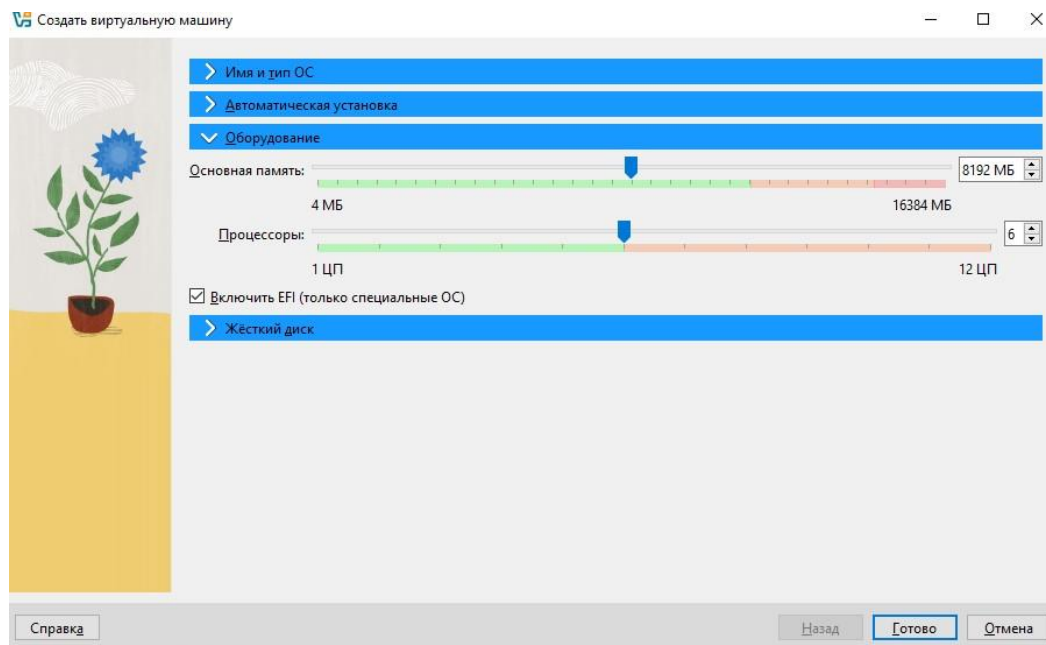 Создать виртуальную машину
Имя и тип ОС
Автоматическая установка
Оборудование
Основная память: 8192 МБ
4 МБ 16384 МБ
Процессоры: 6
1 ЦП 12 ЦП
Включить EFI (только специальные ОС)
Жёсткий диск
Справка Назад Готово Отмена